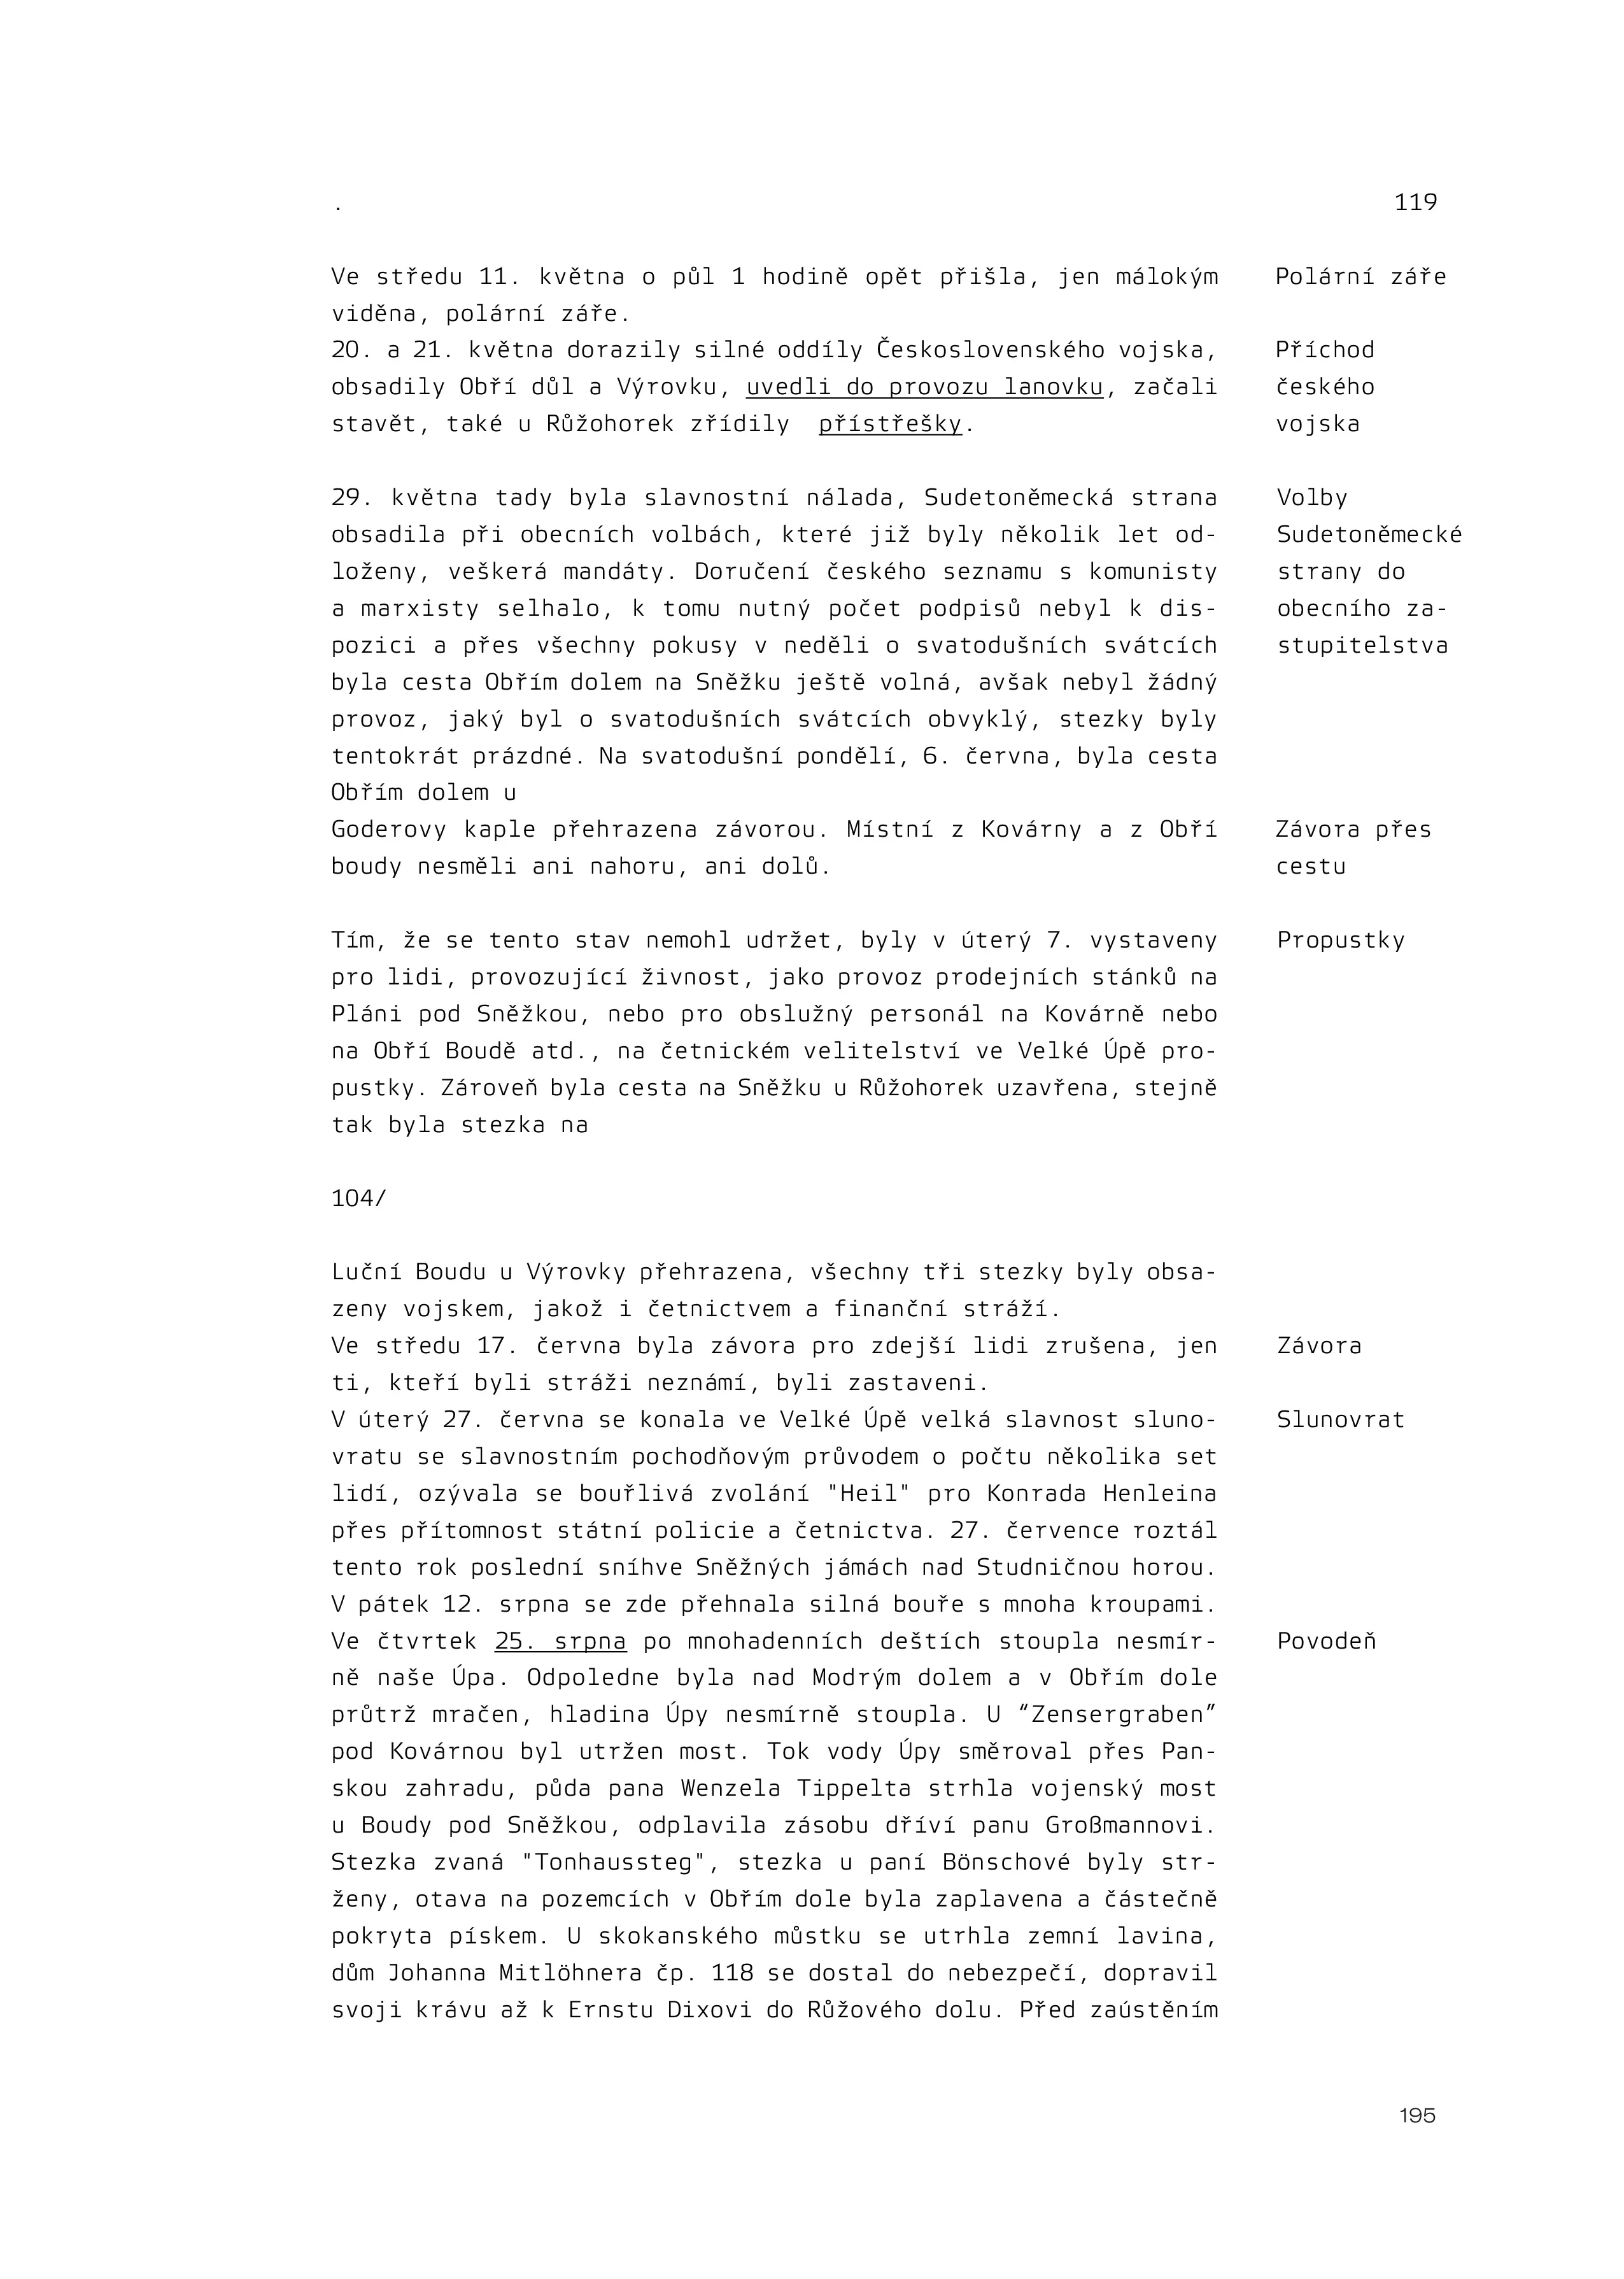 .
119
Ve středu 11. května o půl 1 hodině opět přišla, jen málokým
Polární záře
viděna, polární záře.
20. a 21. května dorazily silné oddíly Československého vojska,
Příchod
obsadily Obří důl a Výrovku, uvedli do provozu lanovku, začali
českého
stavět, také u Růžohorek zřídily přístřešky.
vojska
29. května tady byla slavnostní nálada, Sudetoněmecká strana
Volby
obsadila při obecních volbách, které již byly několik let od-
Sudetoněmecké
loženy, veškerá mandáty. Doručení českého seznamu s komunisty
strany do
a marxisty selhalo, k tomu nutný počet podpisů nebyl k dis-
obecního za-
pozici a přes všechny pokusy v neděli o svatodušních svátcích
stupitelstva
byla cesta Obřím dolem na Sněžku ještě volná, avšak nebyl žádný
provoz, jaký byl o svatodušních svátcích obvyklý, stezky byly
tentokrát prázdné. Na svatodušní pondělí, 6. června, byla cesta
Obřím dolem u
Goderovy kaple přehrazena závorou. Místní z Kovárny a z Obří
Závora přes
boudy nesměli ani nahoru, ani dolů.
cestu
Tím, že se tento stav nemohl udržet, byly v úterý 7. vystaveny
Propustky
pro lidi, provozující živnost, jako provoz prodejních stánků na
Pláni pod Sněžkou, nebo pro obslužný personál na Kovárně nebo
na Obří Boudě atd., na četnickém velitelství ve Velké Úpě pro-
pustky. Zároveň byla cesta na Sněžku u Růžohorek uzavřena, stejně
tak byla stezka na
104/
Luční Boudu u Výrovky přehrazena, všechny tři stezky byly obsa-
zeny vojskem, jakož i četnictvem a finanční stráží.
Ve středu 17. června byla závora pro zdejší lidi zrušena, jen
Závora
ti, kteří byli stráži neznámí, byli zastaveni.
V úterý 27. června se konala ve Velké Úpě velká slavnost sluno-
Slunovrat
vratu se slavnostním pochodňovým průvodem o počtu několika set
lidí, ozývala se bouřlivá zvolání "Heil" pro Konrada Henleina
přes přítomnost státní policie a četnictva. 27. července roztál
tento rok poslední sníhve Sněžných jámách nad Studničnou horou.
V pátek 12. srpna se zde přehnala silná bouře s mnoha kroupami.
Ve čtvrtek 25. srpna po mnohadenních deštích stoupla nesmír-
Povodeň
ně naše Úpa. Odpoledne byla nad Modrým dolem a v Obřím dole
průtrž mračen, hladina Úpy nesmírně stoupla. U “Zensergraben”
pod Kovárnou byl utržen most. Tok vody Úpy směroval přes Pan-
skou zahradu, půda pana Wenzela Tippelta strhla vojenský most
u Boudy pod Sněžkou, odplavila zásobu dříví panu Großmannovi.
Stezka zvaná "Tonhaussteg", stezka u paní Bönschové byly str-
ženy, otava na pozemcích v Obřím dole byla zaplavena a částečně
pokryta pískem. U skokanského můstku se utrhla zemní lavina,
dům Johanna Mitlöhnera čp. 118 se dostal do nebezpečí, dopravil
svoji krávu až k Ernstu Dixovi do Růžového dolu. Před zaústěním
195